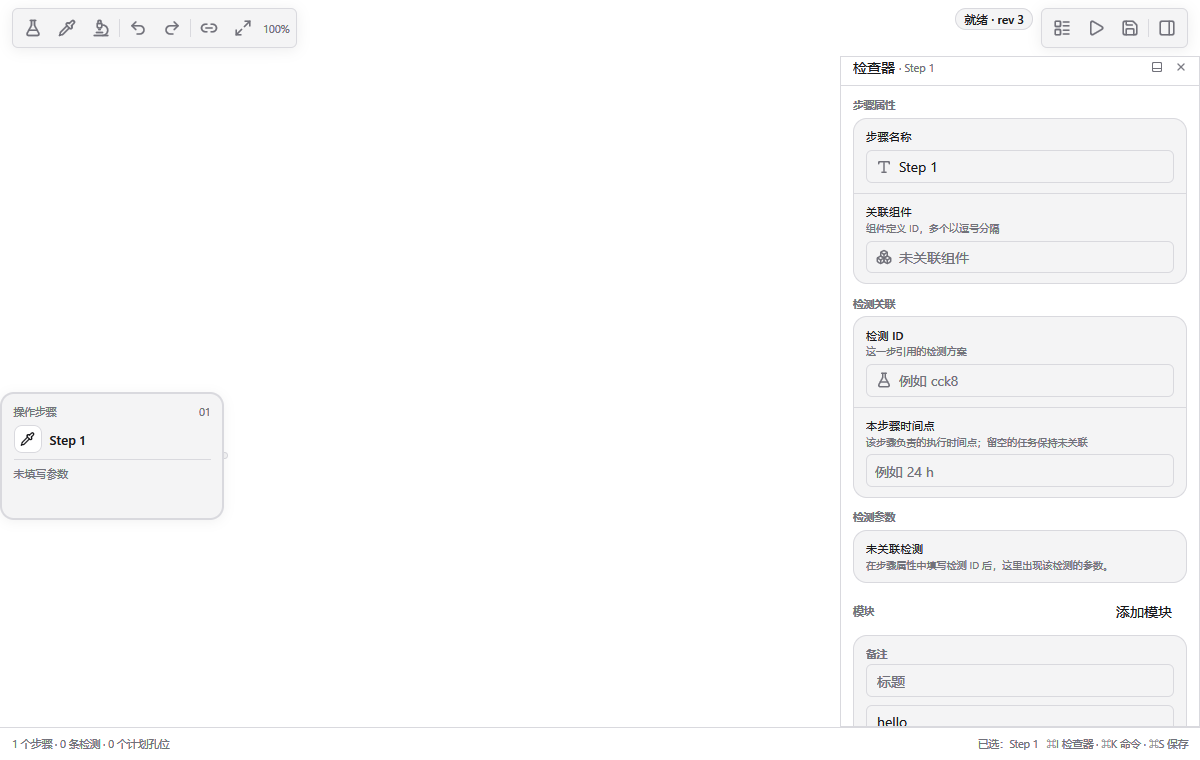 100%
就绪 · rev 3
检查器 · Step 1
步骤属性
步骤名称
Step 1
关联组件
组件定义 ID，多个以逗号分隔
未关联组件
检测关联
检测 ID
这一步引用的检测方案
例如 cck8
本步骤时间点
该步骤负责的执行时间点；留空的任务保持未关联
例如 24 h
检测参数
未关联检测
在步骤属性中填写检测 ID 后，这里出现该检测的参数。
模块
添加模块
备注
标题
hello
操作步骤
01
Step 1
未填写参数
1 个步骤 · 0 条检测 · 0 个计划孔位
已选：Step 1 ⌘I 检查器 · ⌘K 命令 · ⌘S 保存